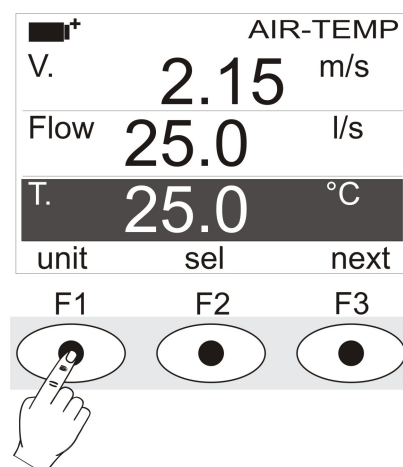 AIR-TEMP
V. 2.15 m/s
Flow 25.0 l/s
T. 25.0 °C
unit sel next
F1 F2 F3